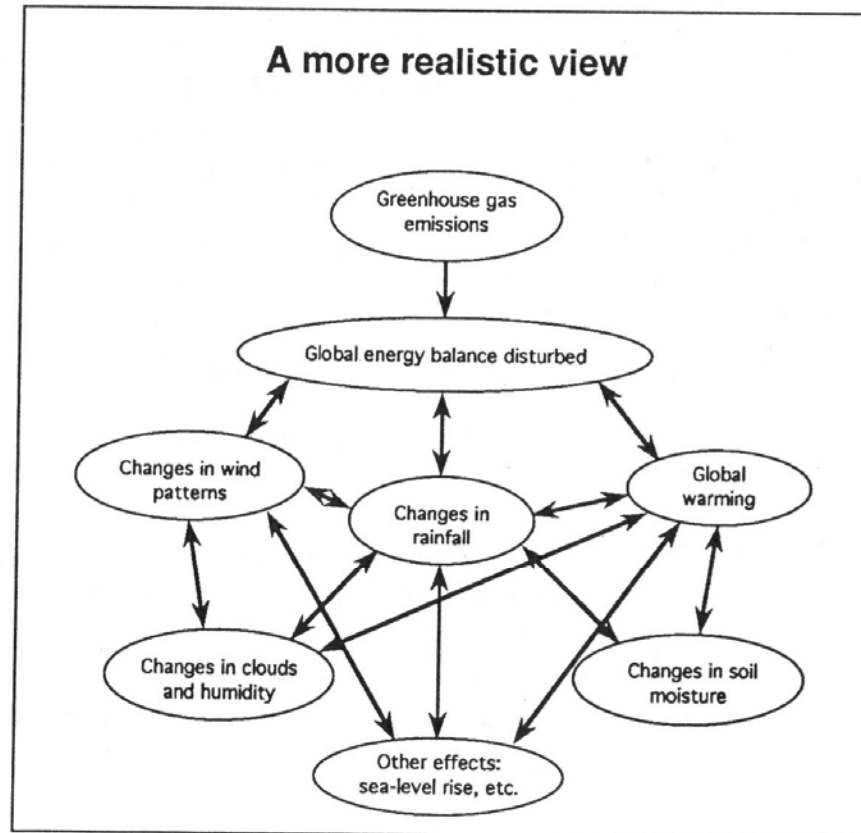 A more realistic view
Greenhouse gas
emissions
Global energy balance disturbed
Changes in wind
patterns
Changes in
rainfall
Global
warming
Changes in clouds
and humidity
Changes in soil
moisture
Other effects:
sea-level rise, etc.